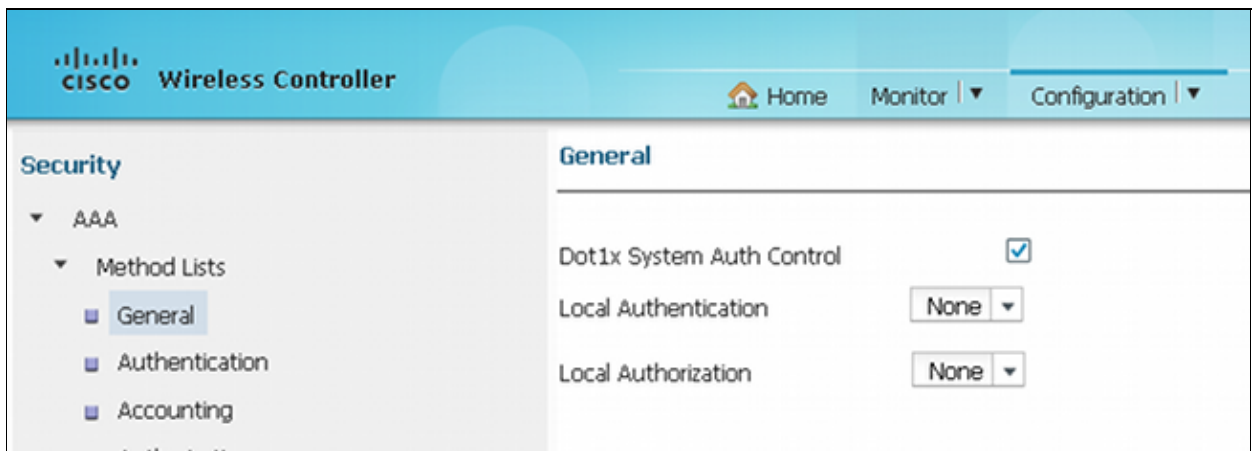 CISCO Wireless Controller
Home Monitor Configuration
Security
AAA
Method Lists
General
Authentication
Accounting
General
Dot1x System Auth Control
Local Authentication None
Local Authorization None